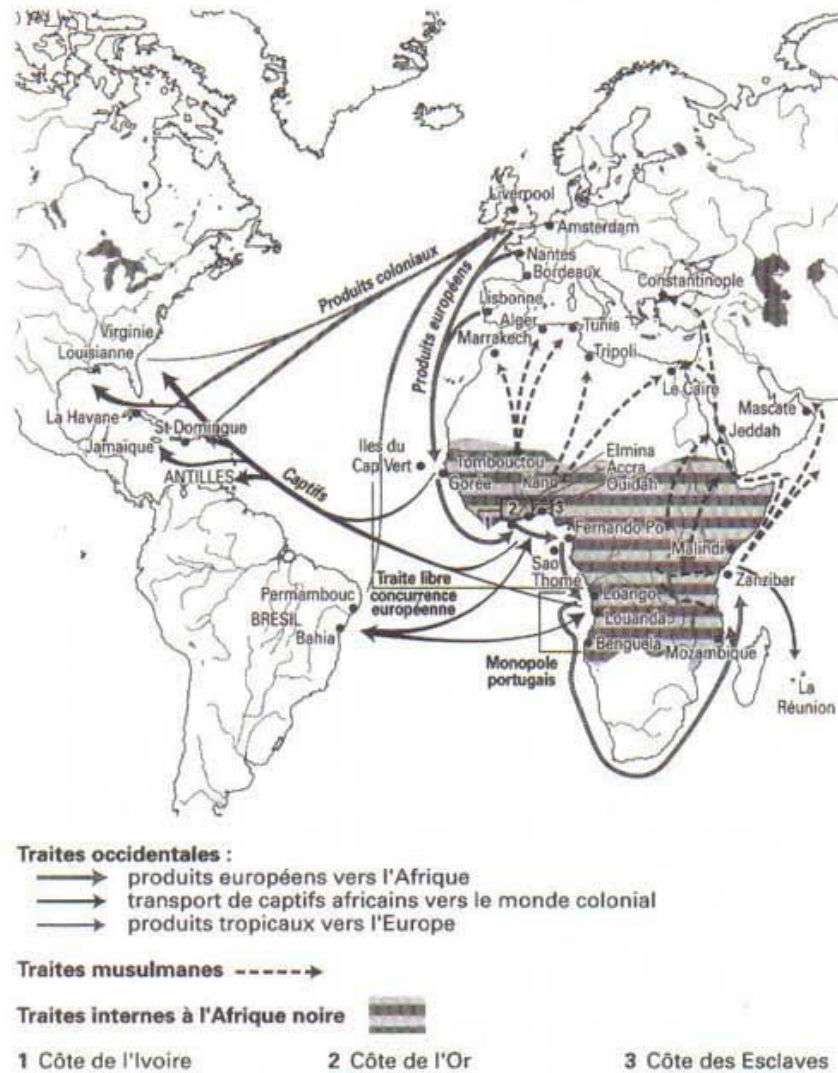 Liverpool
Amsterdam
Nantes
Bordeaux
Constantinople
Lisbonne
Alger
Tunis
Marrakech
Tripoli
Le Caire
Mascate
Jeddah
Produits coloniaux
Produits européens
Virginie
Louisianne
La Havane
St Domingue
Jamaïque
ANTILLES
Captifs
Iles du
Cap Vert
Tombouctou
Gorée
Kano
Elmina
Accra
Ouidah
1
2
3
Fernando Po
Sao
Thomé
Malindi
Zanzibar
Traite libre
concurrence
européenne
Loango
Louanda
Benguela
Mozambique
Monopole
portugais
La
Réunion
Permambouc
BRESIL
Bahia
Traites occidentales :
produits européens vers l'Afrique
transport de captifs africains vers le monde colonial
produits tropicaux vers l'Europe
Traites musulmanes
Traites internes à l'Afrique noire
1 Côte de l'Ivoire 2 Côte de l'Or 3 Côte des Esclaves